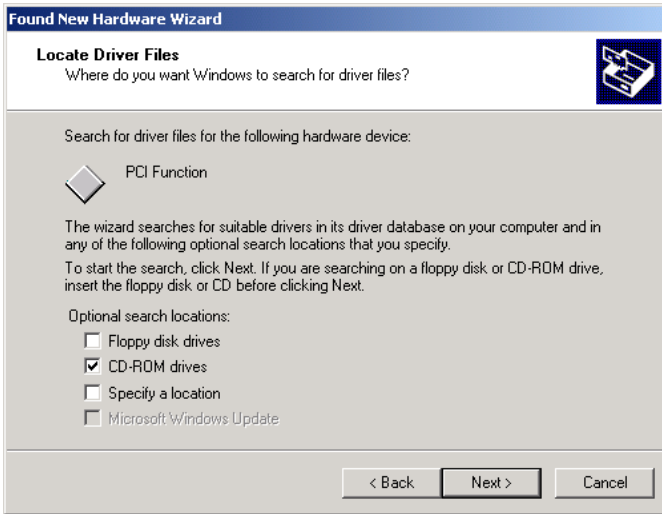 Found New Hardware Wizard
Locate Driver Files
Where do you want Windows to search for driver files?
Search for driver files for the following hardware device:
PCI Function
The wizard searches for suitable drivers in its driver database on your computer and in
any of the following optional search locations that you specify.
To start the search, click Next. If you are searching on a floppy disk or CD-ROM drive,
insert the floppy disk or CD before clicking Next.
Optional search locations:
Floppy disk drives
CD-ROM drives
Specify a location
Microsoft Windows Update
< Back Next > Cancel